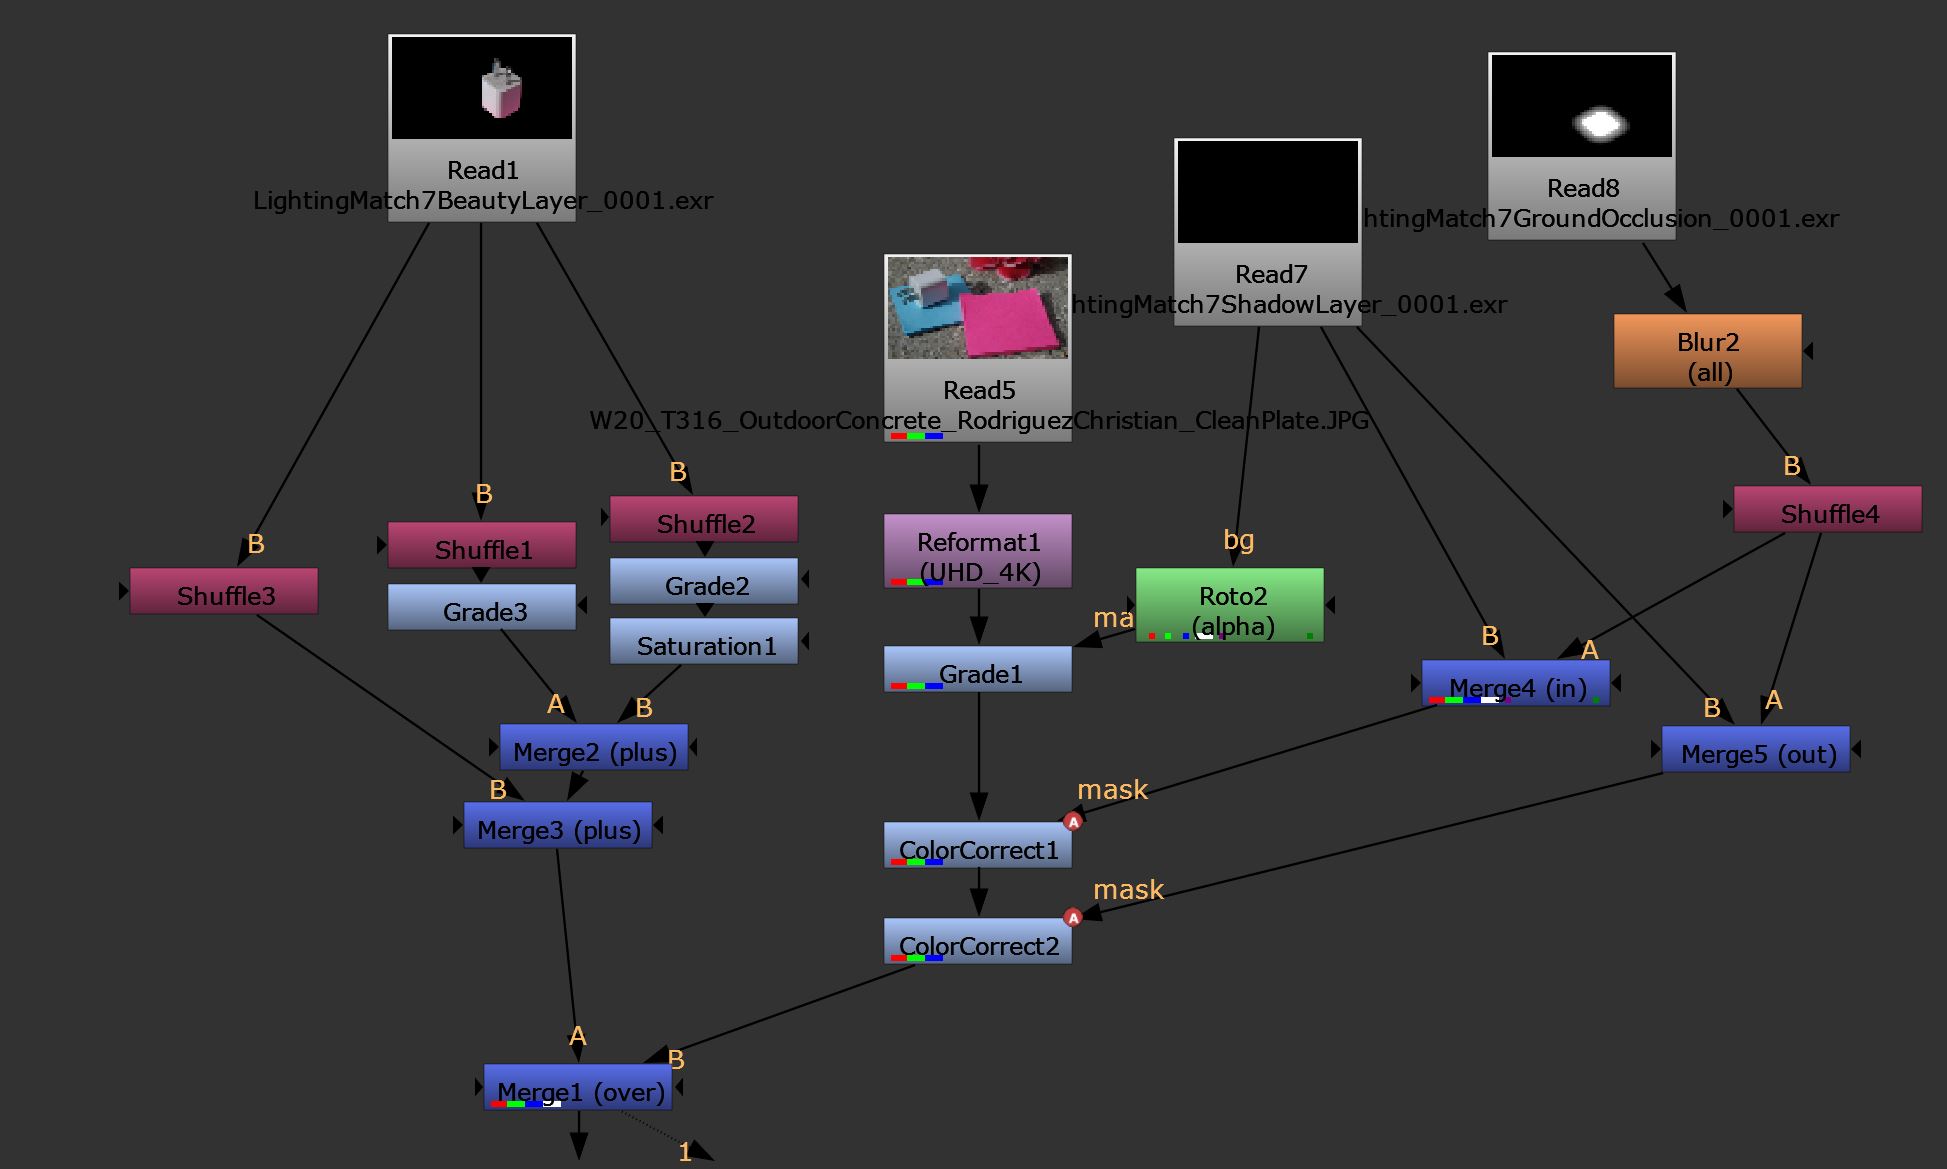 Read1
LightingMatch7BeautyLayer_0001.exr
Read8
htingMatch7GroundOcclusion_0001.exr
Read7
htingMatch7ShadowLayer_0001.exr
Read5
W20_T316_OutdoorConcrete_RodriguezChristian_CleanPlate.JPG
Blur2
(all)
B
Shuffle4
B
Shuffle2
B
Shuffle1
B
Shuffle3
Grade3
Grade2
Saturation1
Reformat1
(UHD_4K)
bg
Roto2
(alpha)
ma
Grade1
B
A
Merge4 (in)
B
A
Merge5 (out)
A
B
Merge2 (plus)
B
Merge3 (plus)
mask
A
ColorCorrect1
mask
A
ColorCorrect2
A
B
Merge1 (over)
1